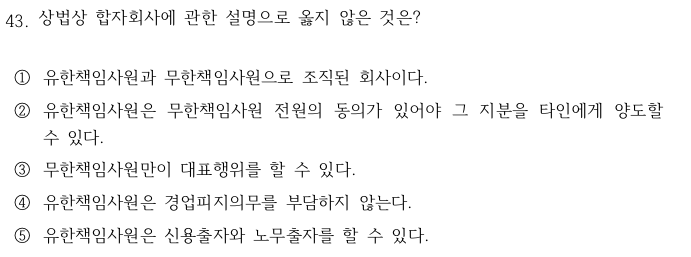 43. 상법상 합자회사에 관한 설명으로 옳지 않은 것은?
① 유한책임사원과 무한책임사원으로 조직된 회사이다.
② 유한책임사원은 무한책임사원 전원의 동의가 있어야 그 지분을 타인에게 양도할
수 있다.
③ 무한책임사원만이 대표행위를 할 수 있다.
④ 유한책임사원은 경업피지의무를 부담하지 않는다.
⑤ 유한책임사원은 신용출자와 노무출자를 할 수 있다.